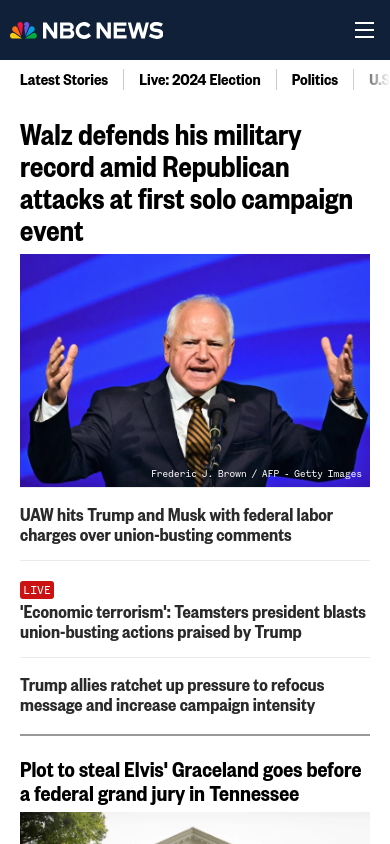 NBC NEWS
Latest Stories Live: 2024 Election Politics U.S
Walz defends his military
record amid Republican
attacks at first solo campaign
event
Frederic J. Brown / AFP - Getty Images
UAW hits Trump and Musk with federal labor
charges over union-busting comments
LIVE
'Economic terrorism': Teamsters president blasts
union-busting actions praised by Trump
Trump allies ratchet up pressure to refocus
message and increase campaign intensity
Plot to steal Elvis' Graceland goes before
a federal grand jury in Tennessee